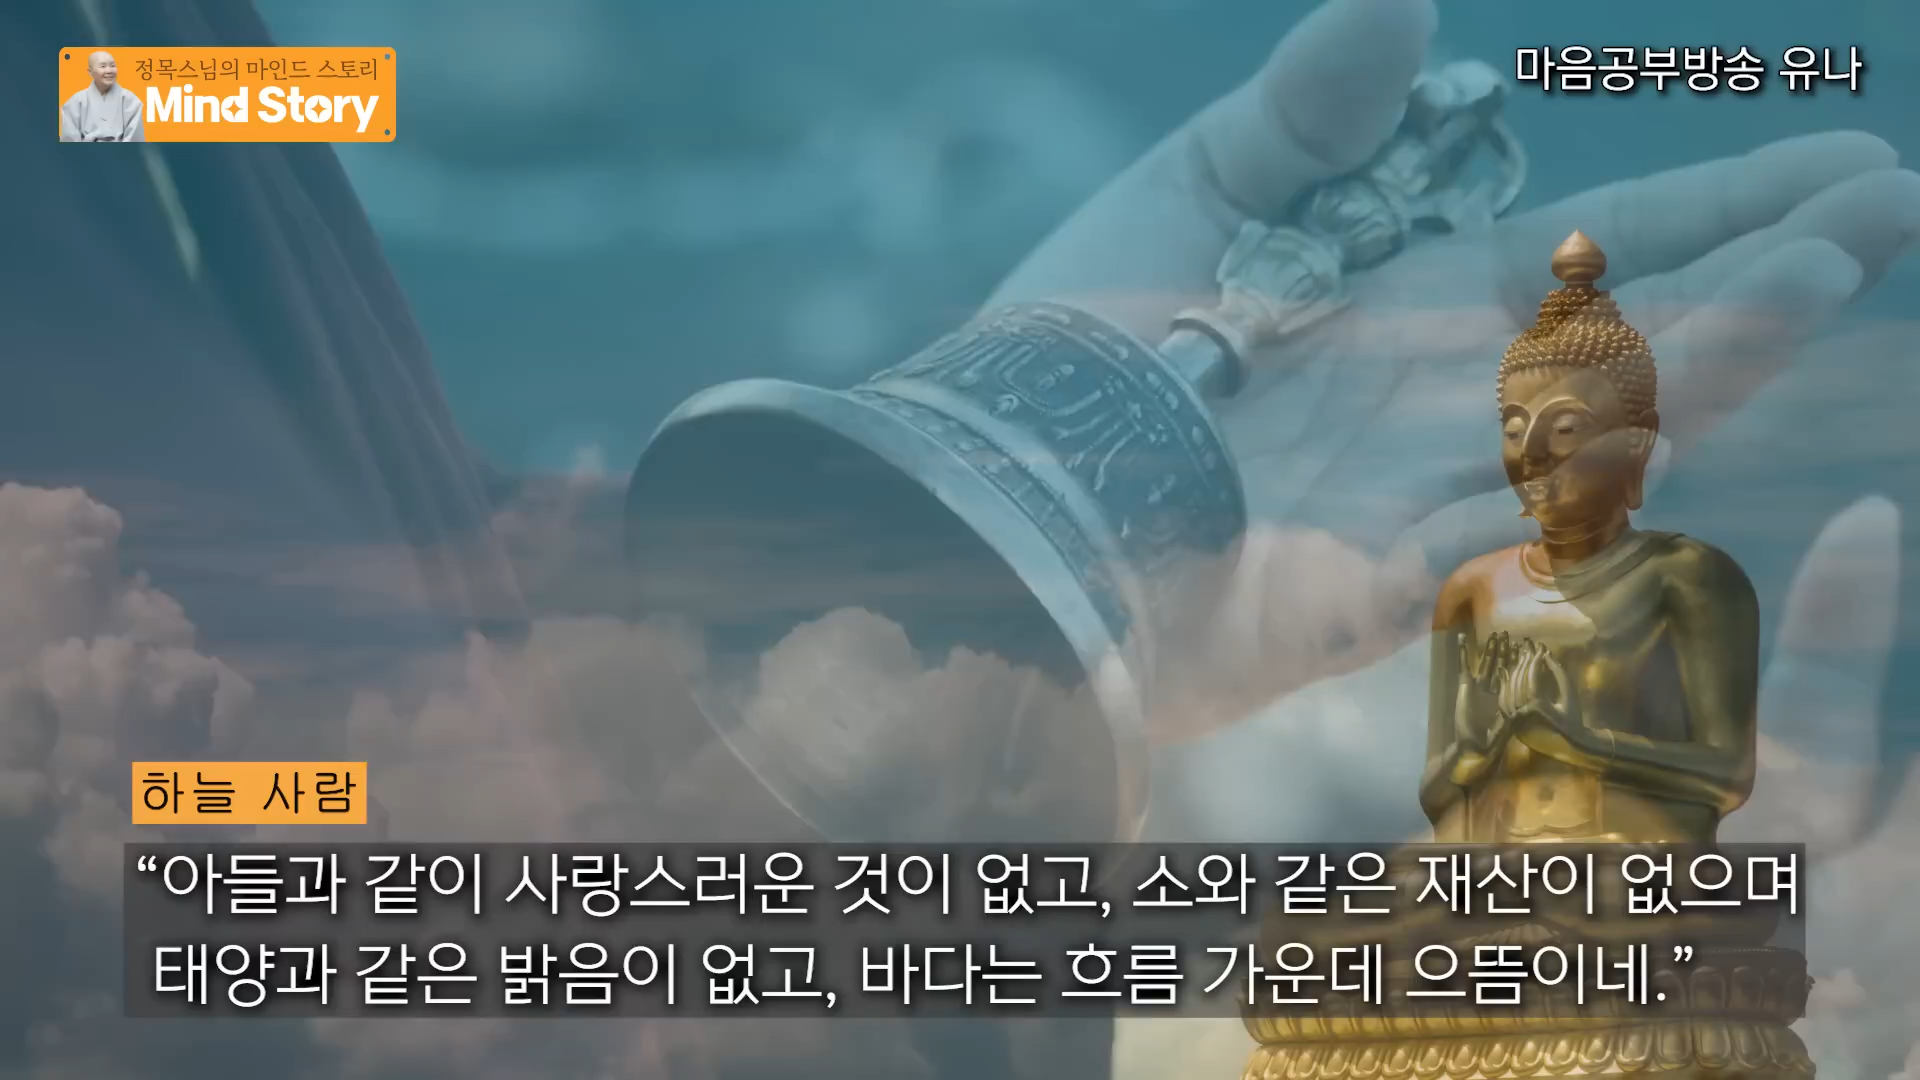 정목스님의 마인드 스토리
Mind Story
마음공부방송 유나
하늘 사람
“아들과 같이 사랑스러운 것이 없고, 소와 같은 재산이 없으며
태양과 같은 밝음이 없고, 바다는 흐름 가운데 으뜸이네.”